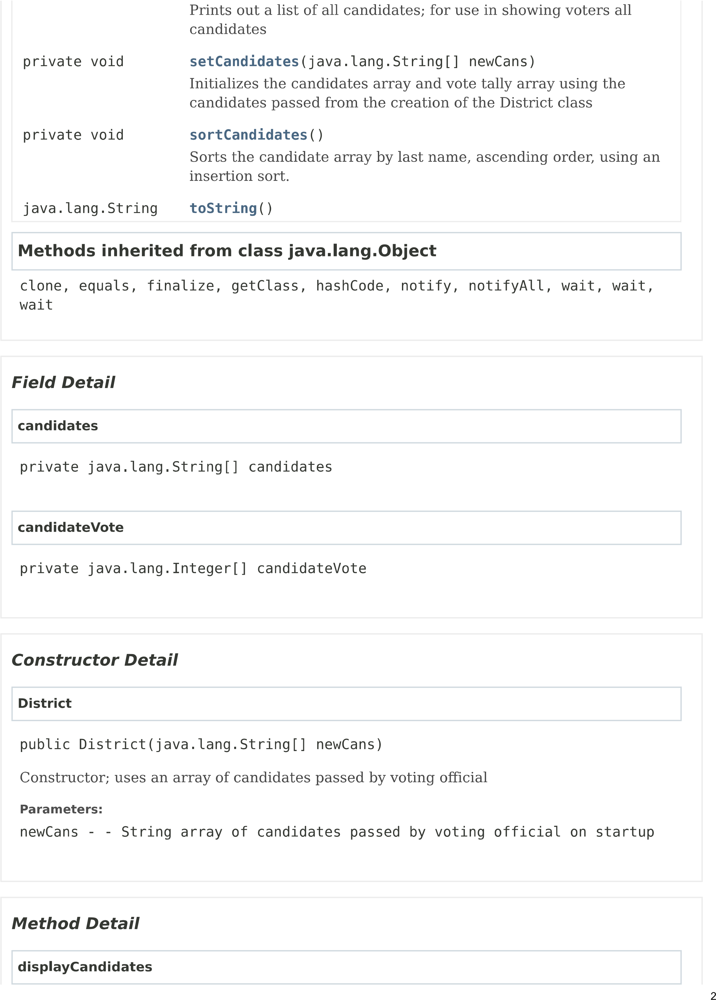 Prints out a list of all candidates; for use in showing voters all
candidates
private void setCandidates(java.lang.String[] newCans)
Initializes the candidates array and vote tally array using the
candidates passed from the creation of the District class
private void sortCandidates()
Sorts the candidate array by last name, ascending order, using an
insertion sort.
java.lang.String toString()
Methods inherited from class java.lang.Object
clone, equals, finalize, getClass, hashCode, notify, notifyAll, wait, wait,
wait
Field Detail
candidates
private java.lang.String[] candidates
candidateVote
private java.lang.Integer[] candidateVote
Constructor Detail
District
public District(java.lang.String[] newCans)
Constructor; uses an array of candidates passed by voting official
Parameters:
newCans - - String array of candidates passed by voting official on startup
Method Detail
displayCandidates
2